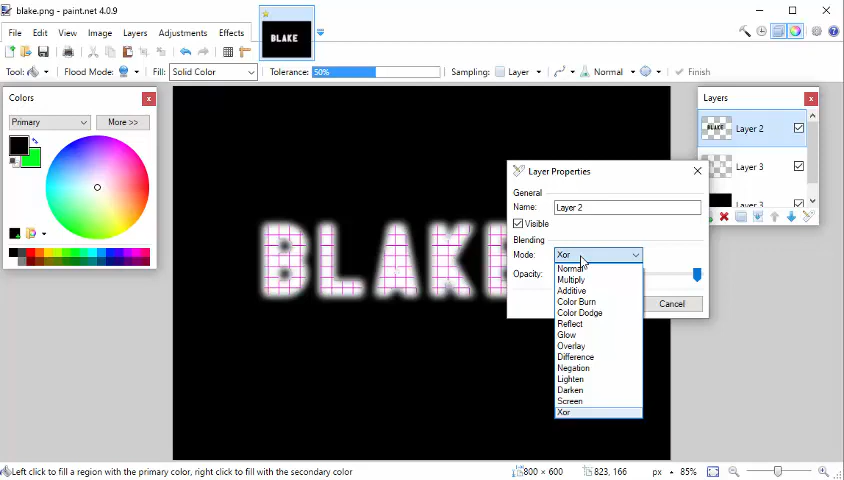 blake.png - paint.net 4.0.9
File Edit View Image Layers Adjustments Effects
BLAKE
Tool: Flood Mode: Fill: Solid Color Tolerance: 50% Sampling: Layer Normal Finish
Colors
Primary More >>
BLAKE
Layers
BLAKE Layer 2
Layer 3
Layer 3
Layer Properties
General
Name: Layer 2
Visible
Blending
Mode: Xor
Opacity:
Normal
Multiply
Additive
Color Burn
Color Dodge
Reflect
Glow
Overlay
Difference
Negation
Lighten
Darken
Screen
Xor
Cancel
Left click to fill a region with the primary color, right click to fill with the secondary color 800 × 600 823, 166 px 85%